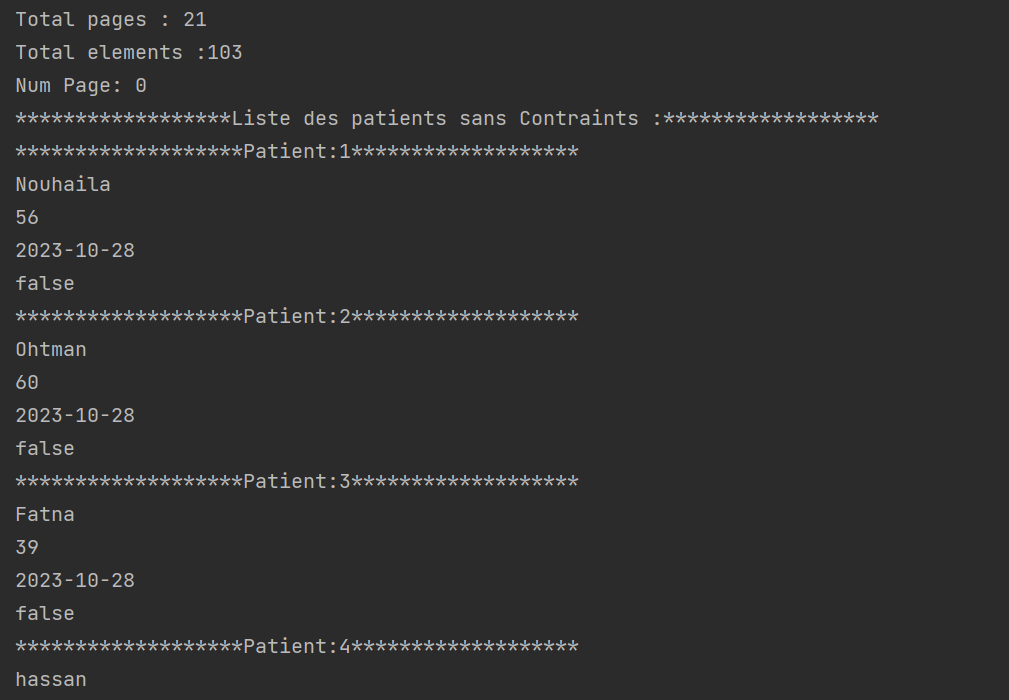 Total pages : 21
Total elements :103
Num Page: 0
******************Liste des patients sans Contraints :******************
*******************Patient:1*******************
Nouhaila
56
2023-10-28
false
*******************Patient:2*******************
Ohtman
60
2023-10-28
false
*******************Patient:3*******************
Fatna
39
2023-10-28
false
*******************Patient:4*******************
hassan